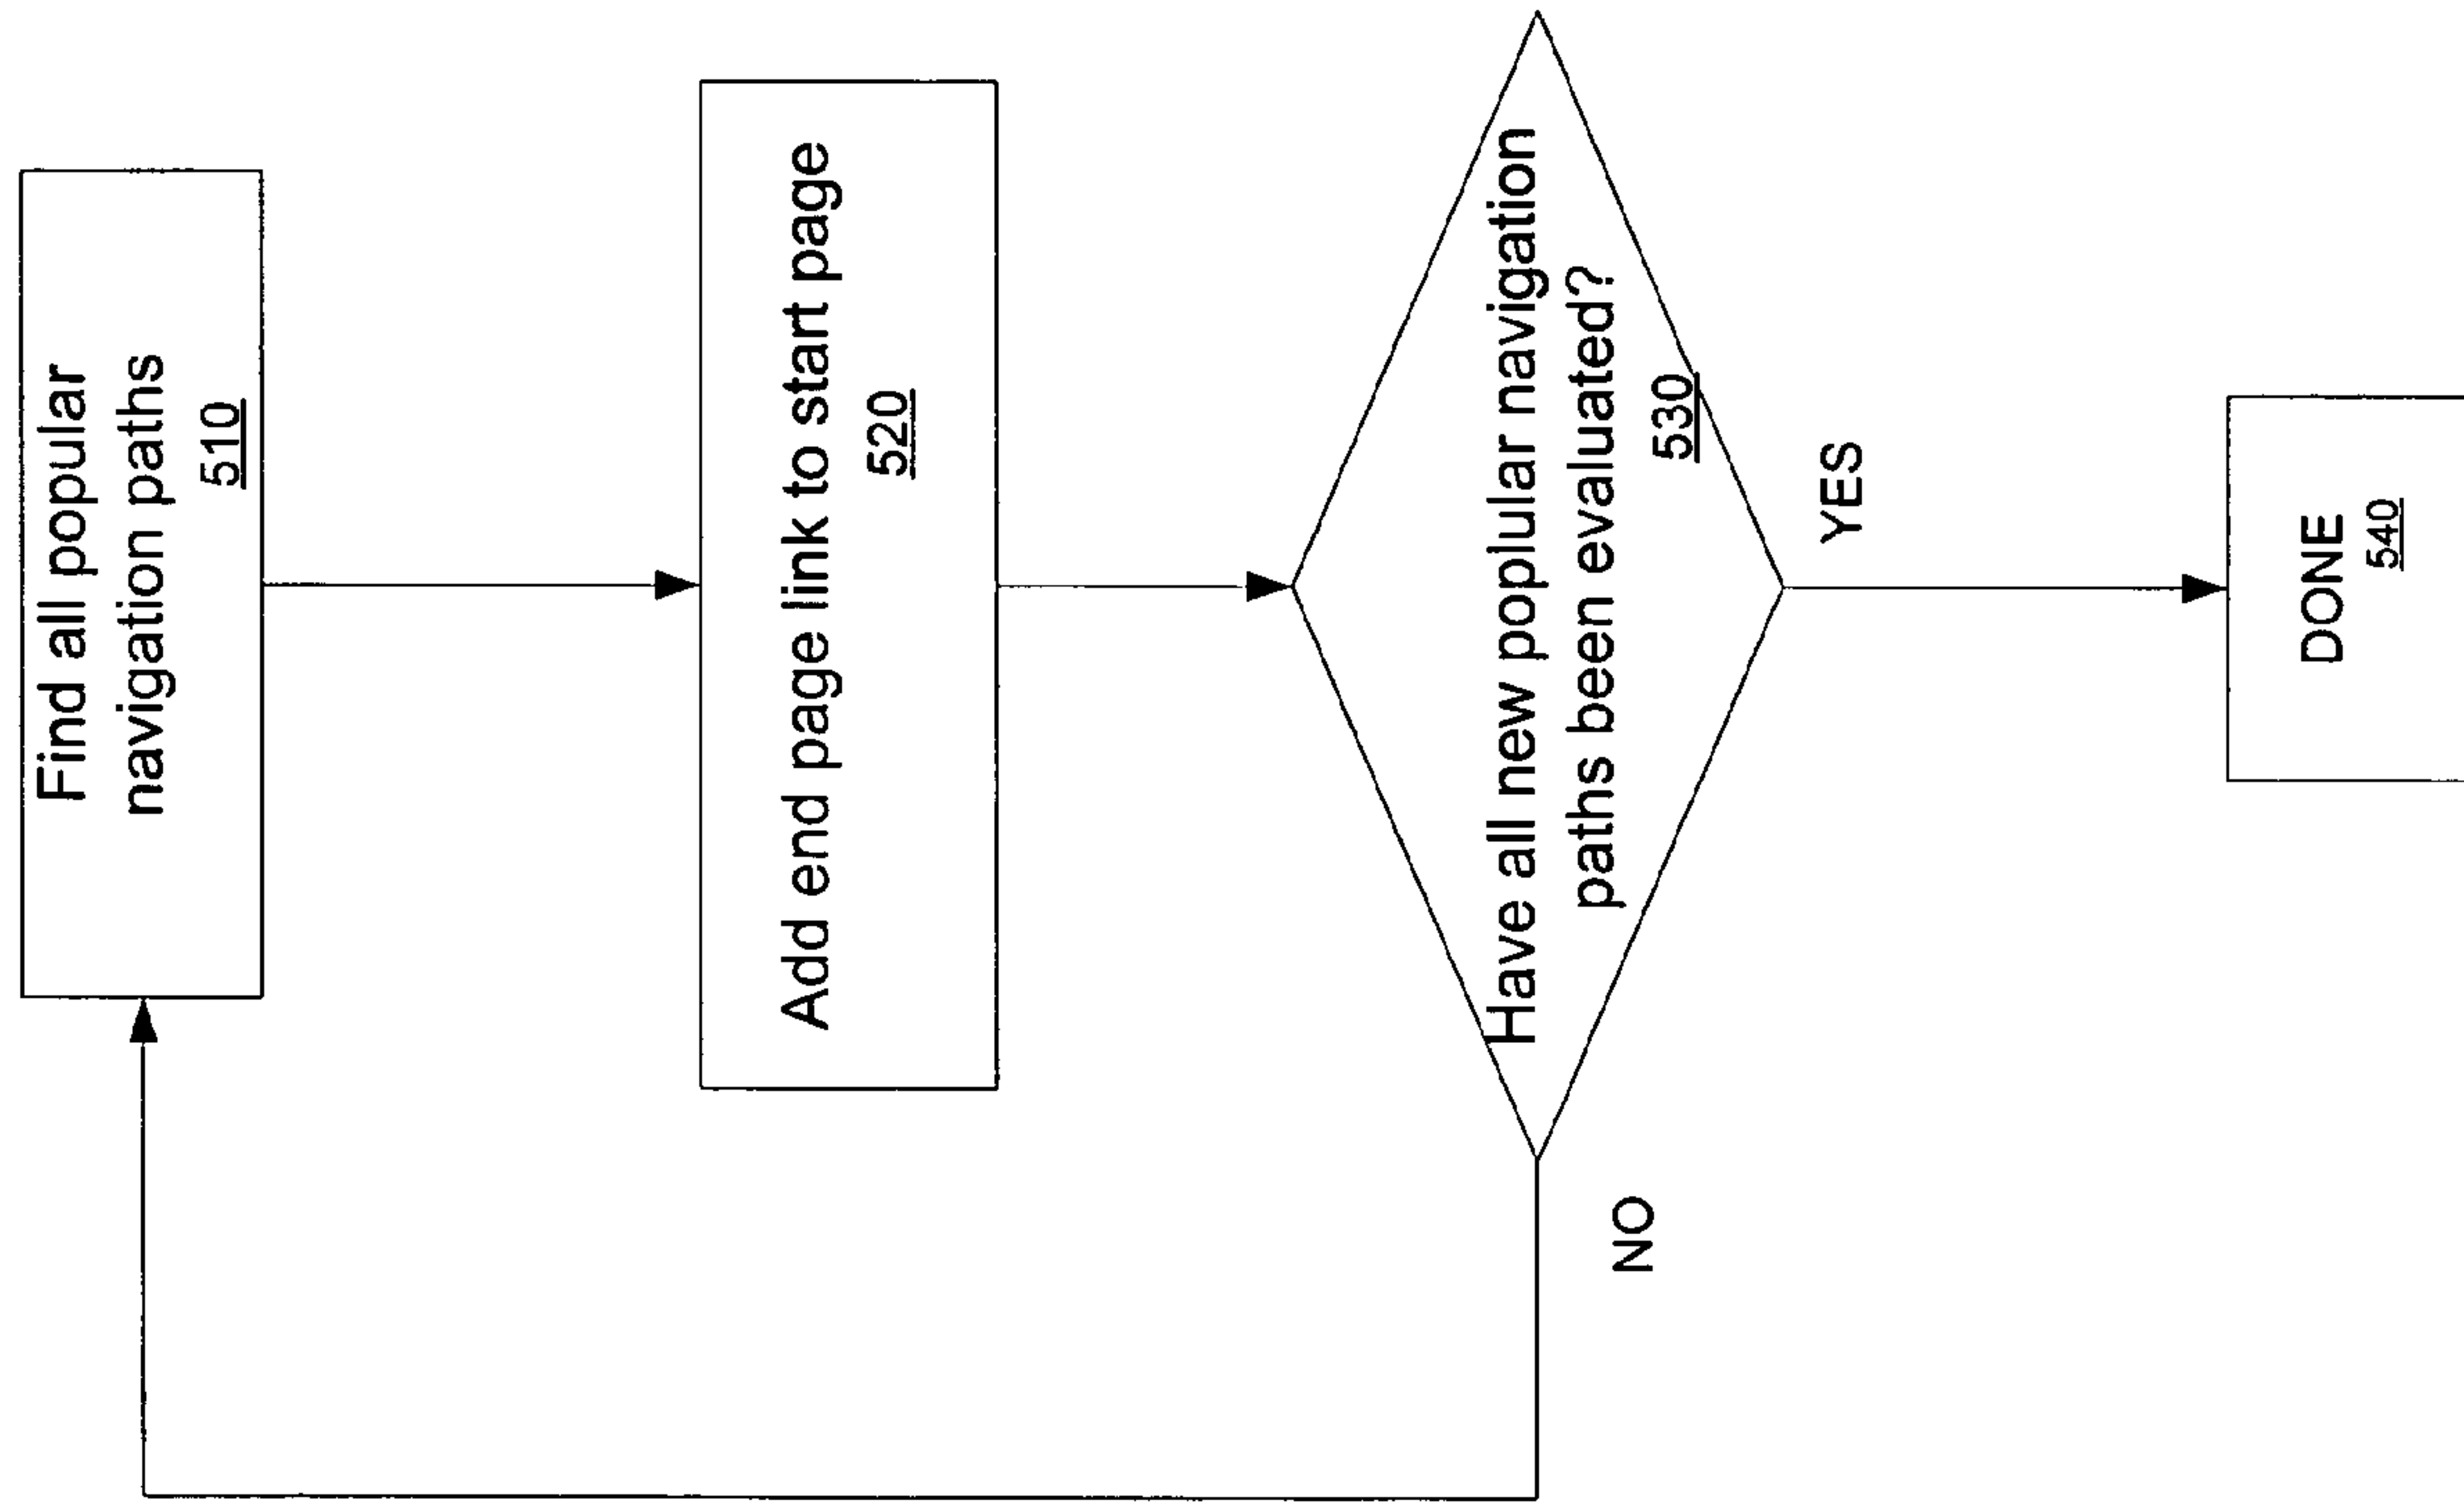 Find all popular
navigation paths
510
Add end page link to start page
520
Have all new poplular navigation
paths been evaluated?
530
YES
NO
DONE
540